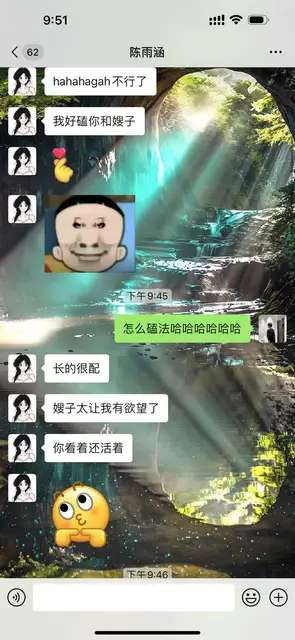 9:51
62
陈雨涵
hahahagah不行了
我好磕你和嫂子
下午9:45
怎么磕法哈哈哈哈哈哈
长的很配
嫂子太让我有欲望了
你看着还活着
下午9:46